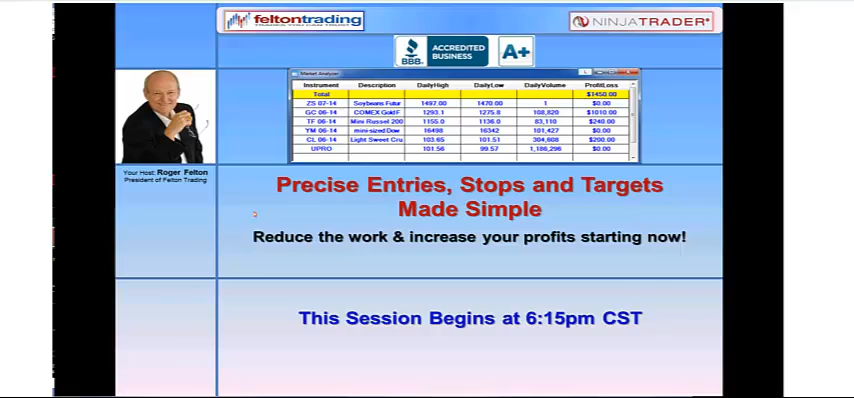 feltontrading
NINJATRADER
BBB. ACCREDITED BUSINESS A+
Market Analyzer
Instrument Description DailyHigh DailyLow DailyVolume ProfitLoss
Total $1450.00
ZS 07-14 Soybeans Futur 1497.00 1470.00 1 $0.00
GC 06-14 COMEX Gold F 1293.1 1275.8 108,820 $1010.00
TF 06-14 Mini Russel 200 1155.0 1136.0 83,110 $240.00
YM 06-14 mini-sized Dow 16498 16342 101,427 $0.00
CL 06-14 Light Sweet Cru 103.65 101.51 304,608 $200.00
UPRO 101.56 99.57 1,186,296 $0.00
Your Host: Roger Felton
President of Felton Trading
Precise Entries, Stops and Targets
Made Simple
Reduce the work & increase your profits starting now!
This Session Begins at 6:15pm CST